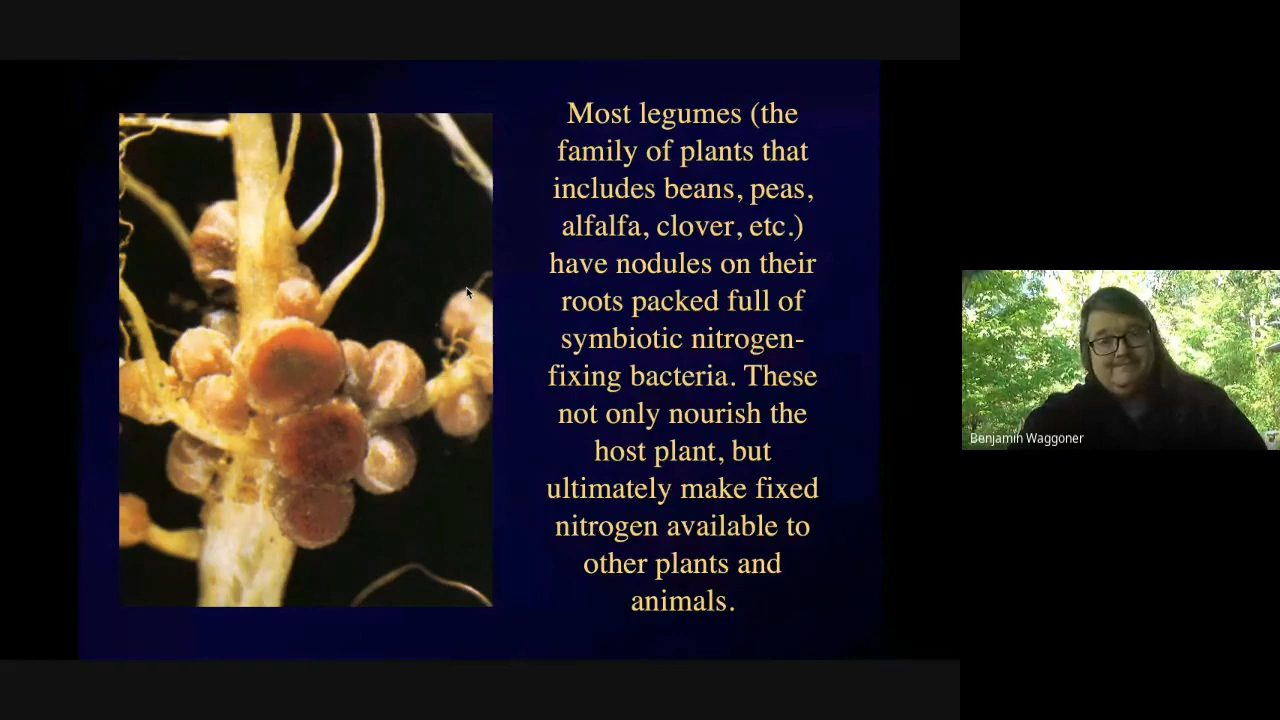 Most legumes (the
family of plants that
includes beans, peas,
alfalfa, clover, etc.)
have nodules on their
roots packed full of
symbiotic nitrogen-
fixing bacteria. These
not only nourish the
host plant, but
ultimately make fixed
nitrogen available to
other plants and
animals.
Benjamin Waggoner